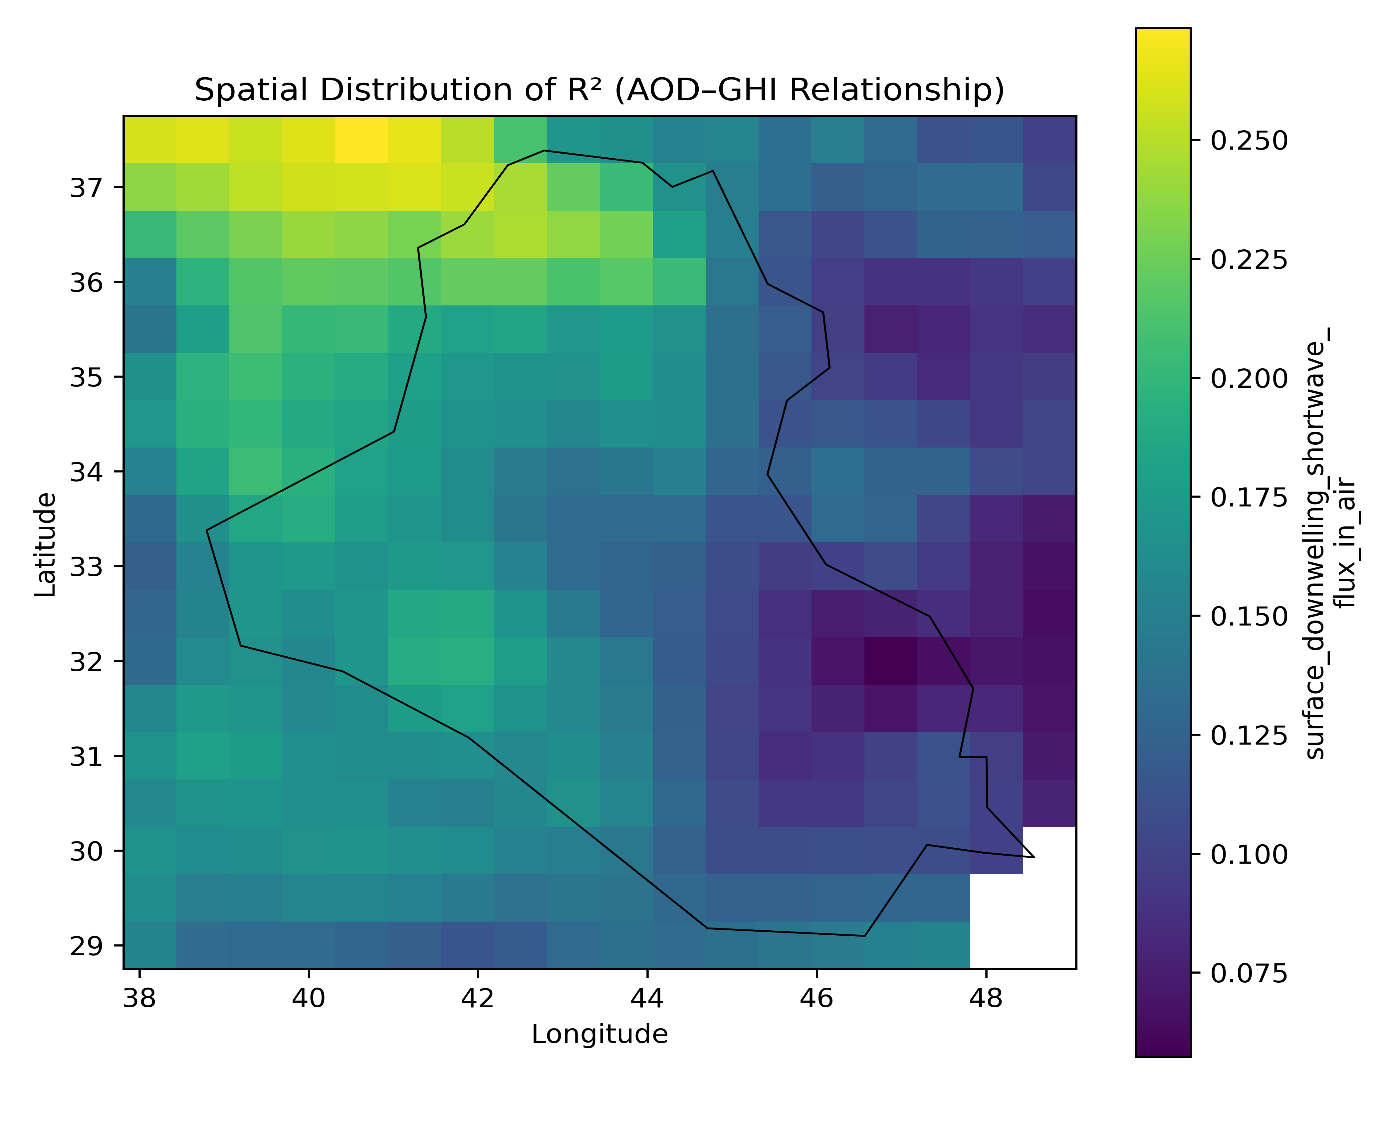 Spatial Distribution of R² (AOD–GHI Relationship)
37
36
35
34
33
32
31
30
29
Latitude
38 40 42 44 46 48
Longitude
0.250
0.225
0.200
0.175
0.150
0.125
0.100
0.075
surface_downwelling_shortwave_
flux_in_air